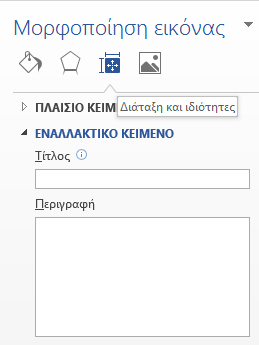 Μορφοποίηση εικόνας
ΠΛΑΙΣΙΟ ΚΕΙΜ
Διάταξη και ιδιότητες
ΕΝΑΛΛΑΚΤΙΚΟ ΚΕΙΜΕΝΟ
Τίτλος
Περιγραφή